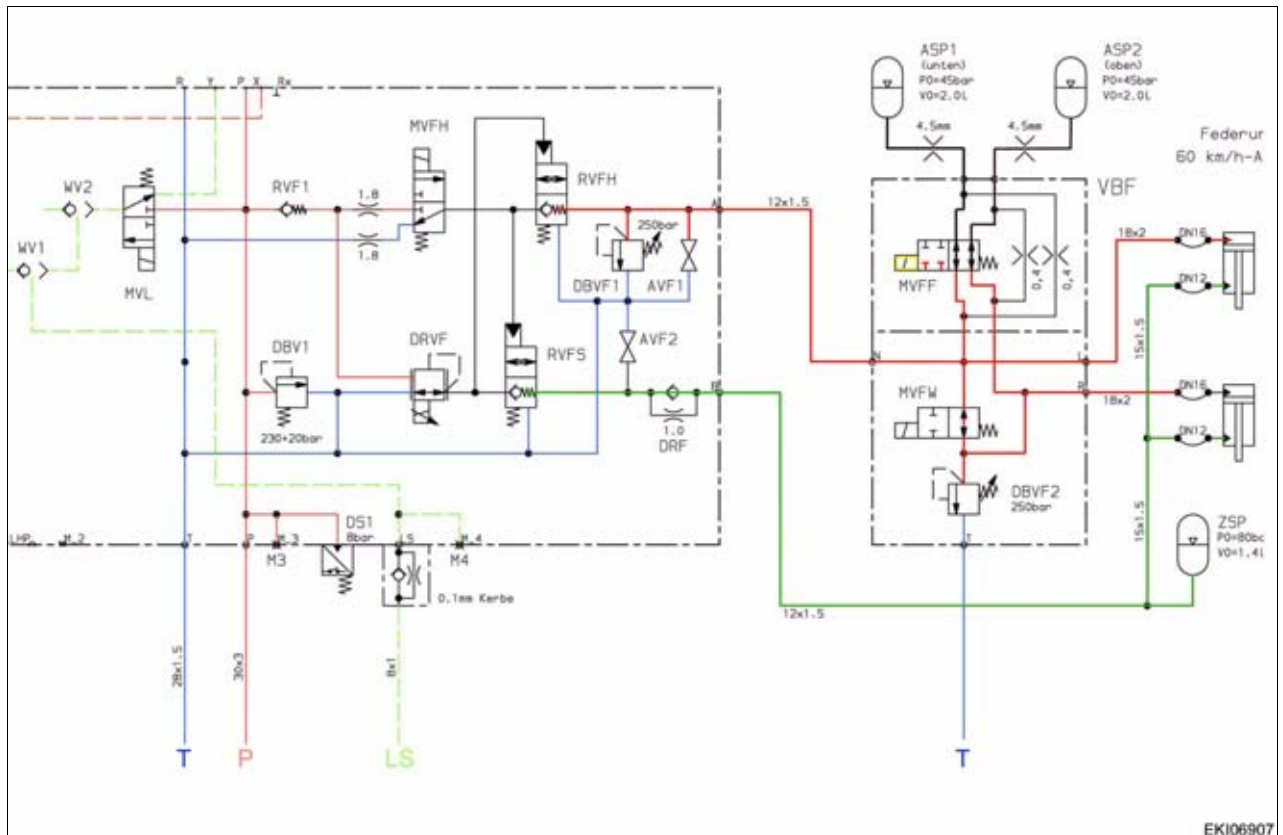 ASP1
(unten)
P0=45bar
V0=2.0l
ASP2
(oben)
P0=45bar
V0=2.0l
4.5mm
4.5mm
Federur
60 km/h-A
R
Y
P
X
Rx
MVFH
RVFH
VBF
WV2
RVF1
1.8
A
12x1.5
18x2
DN16
WV1
1.8
250bar
DN12
MVL
DBVF1
AVF1
MVFF
0,4
0,4
DBV1
DRVF
RVFS
AVF2
N
L
15x1.5
B
MVFW
R
18x2
DN16
230+20bar
1.0
DRF
DN12
DBVF2
250bar
ZSP
P0=80bc
V0=1.4l
LHP
M.2
T
P
M.3
M3
DS1
8bar
LS
M.4
M4
T
15x1.5
0,1mm Kerbe
12x1.5
28x1.5
30x3
8x1
T
P
LS
T
EKI06907